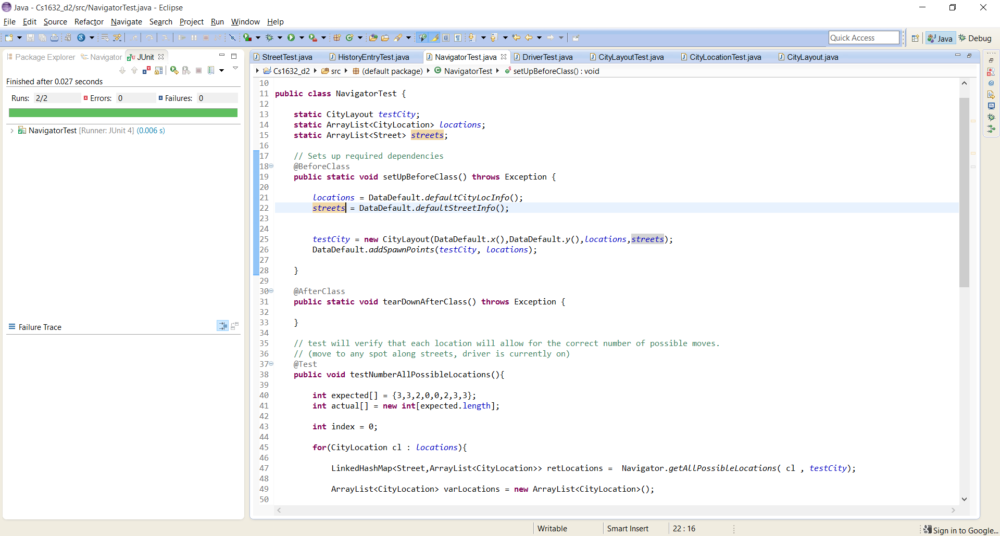 Java - Cs1632_d2/src/NavigatorTest.java - Eclipse
File Edit Source Refactor Navigate Search Project Run Window Help
Quick Access
Java
Debug
Package Explorer
Navigator
JUnit
StreetTest.java
HistoryEntryTest.java
NavigatorTest.java
DriverTest.java
CityLayoutTest.java
CityLocationTest.java
CityLayout.java
Cs1632_d2
src
(default package)
NavigatorTest
setUpBeforeClass() : void
Finished after 0.027 seconds
Runs: 2/2 Errors: 0 Failures: 0
NavigatorTest [Runner: JUnit 4] (0.006 s)
Failure Trace
10
11 public class NavigatorTest {
12
13 static CityLayout testCity;
14 static ArrayList<CityLocation> locations;
15 static ArrayList<Street> streets;
16
17 // Sets up required dependencies
18 @BeforeClass
19 public static void setUpBeforeClass() throws Exception {
20
21 locations = DataDefault.defaultCityLocInfo();
22 streets = DataDefault.defaultStreetInfo();
23
24
25 testCity = new CityLayout(DataDefault.x(),DataDefault.y(),locations,streets);
26 DataDefault.addSpawnPoints(testCity, locations);
27
28 }
29
30 @AfterClass
31 public static void tearDownAfterClass() throws Exception {
32
33 }
34
35 // test will verify that each location will allow for the correct number of possible moves.
36 // (move to any spot along streets, driver is currently on)
37 @Test
38 public void testNumberAllPossibleLocations(){
39
40 int expected[] = {3,3,2,0,0,2,3,3};
41 int actual[] = new int[expected.length];
42
43 int index = 0;
44
45 for(CityLocation cl : locations){
46
47 LinkedHashMap<Street,ArrayList<CityLocation>> retLocations =  Navigator.getAllPossibleLocations( cl , testCity);
48
49 ArrayList<CityLocation> varLocations = new ArrayList<CityLocation>();
50
Writable
Smart Insert
22 : 16
Sign in to Google...